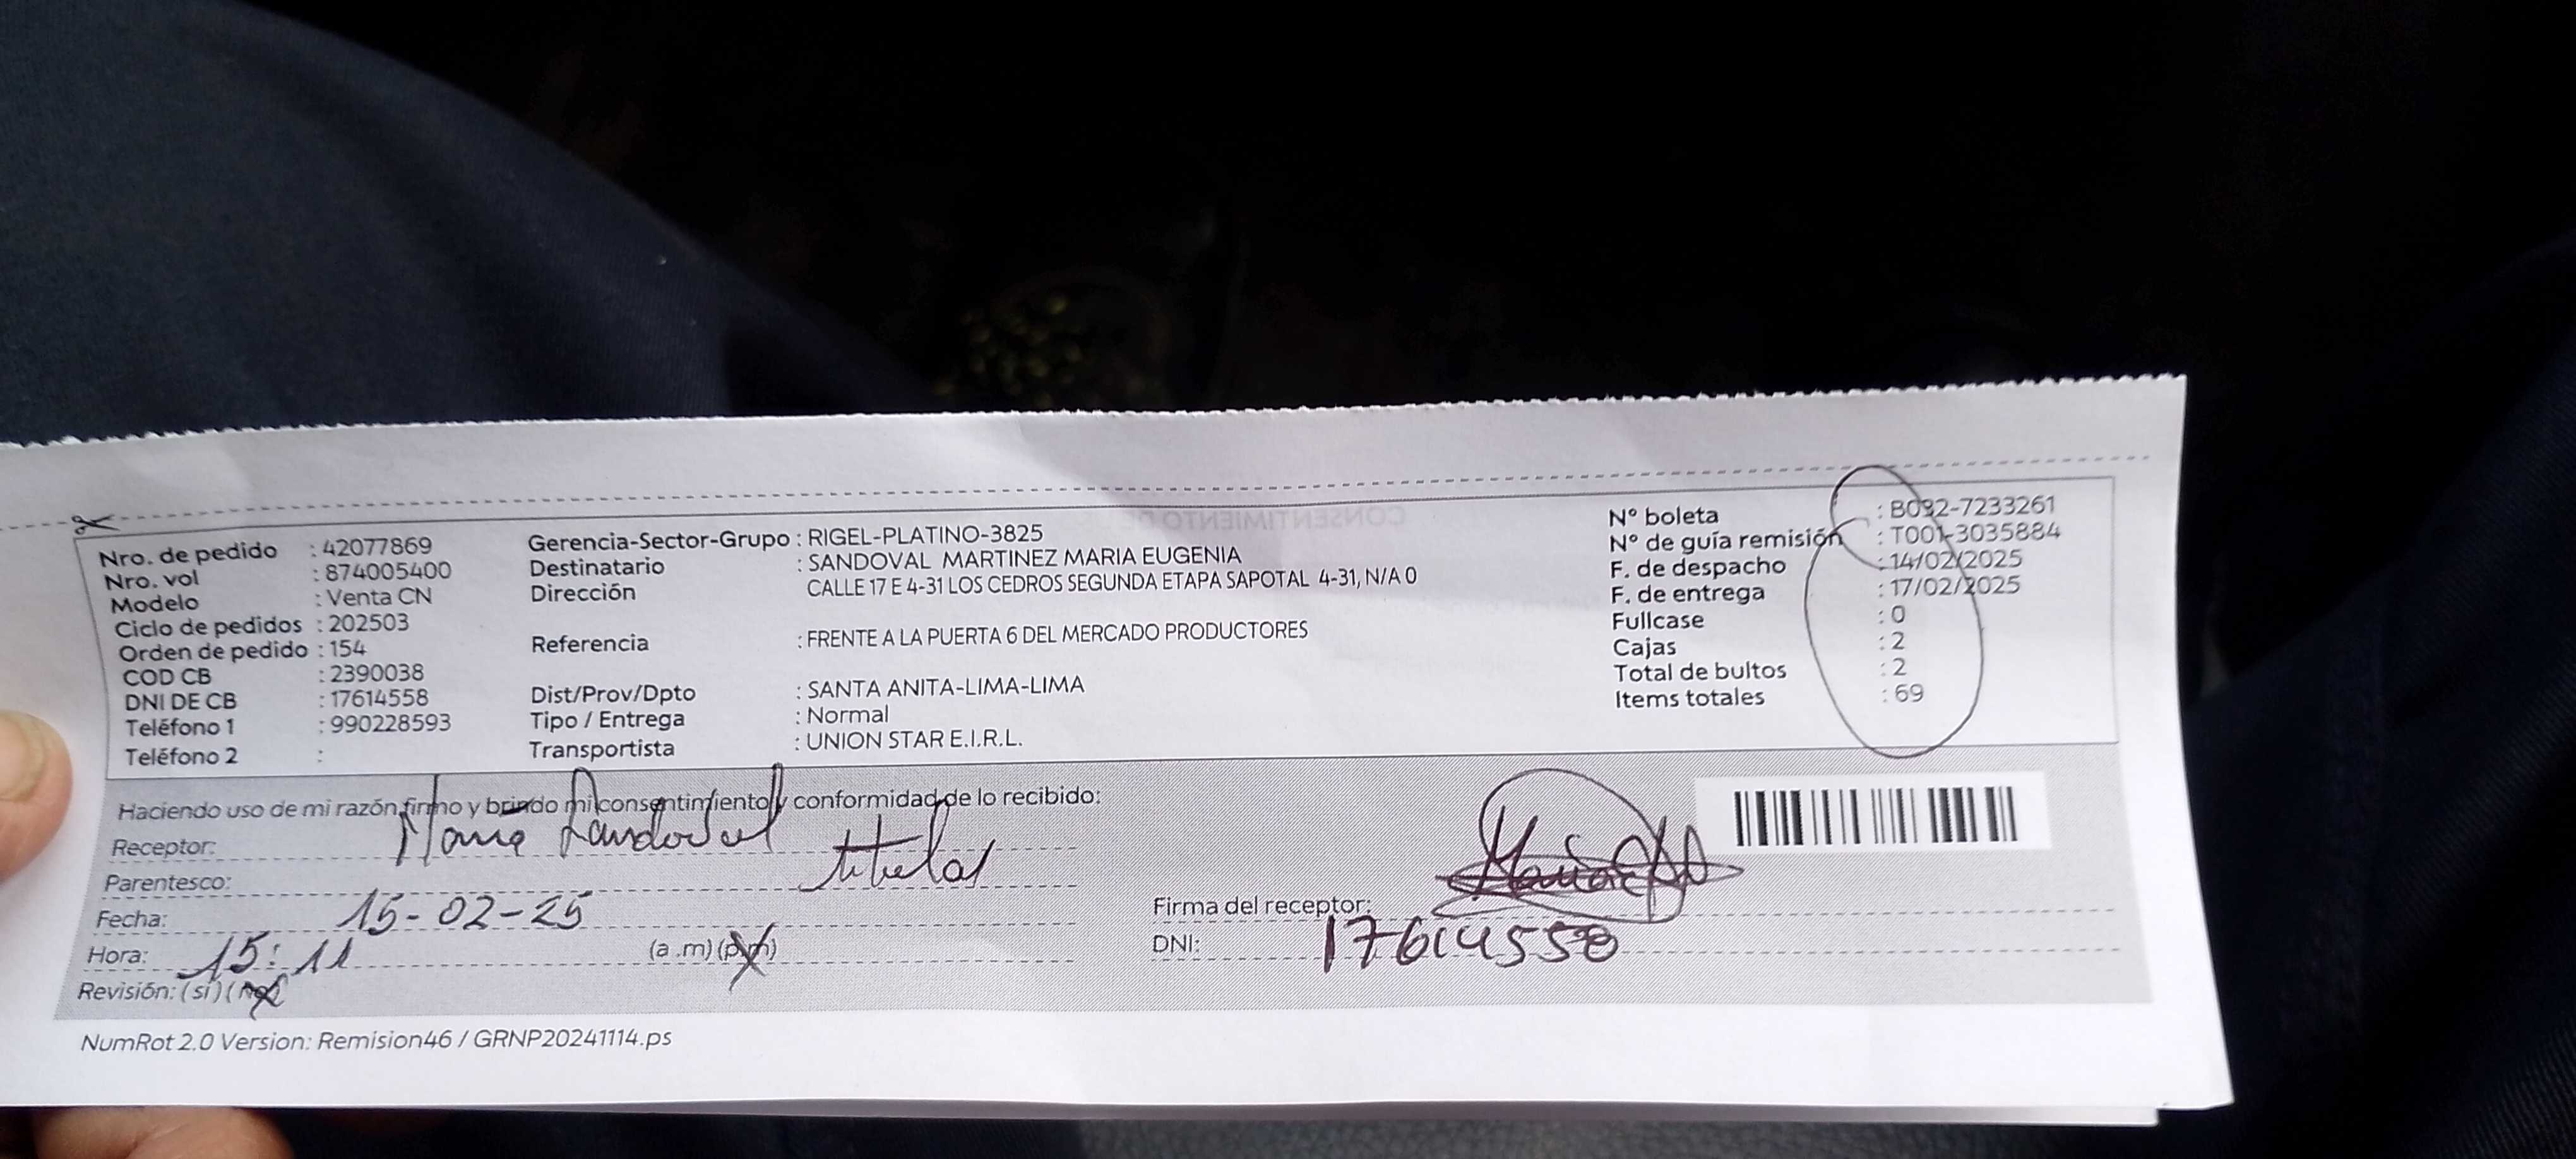 Nro. de pedido : 42077869
Nro. vol : 874005400
Modelo : Venta CN
Ciclo de pedidos : 202503
Orden de pedido : 154
COD CB : 2390038
DNI DE CB : 17614558
Teléfono 1 : 990228593
Teléfono 2 :
Gerencia-Sector-Grupo : RIGEL-PLATINO-3825
Destinatario : SANDOVAL MARTINEZ MARIA EUGENIA
Dirección CALLE 17 E 4-31 LOS CEDROS SEGUNDA ETAPA SAPOTAL 4-31, N/A 0
Referencia : FRENTE A LA PUERTA 6 DEL MERCADO PRODUCTORES
Dist/Prov/Dpto : SANTA ANITA-LIMA-LIMA
Tipo / Entrega : Normal
Transportista : UNION STAR E.I.R.L.
N° boleta : B032-7233261
N° de guía remisión : T001-3035884
F. de despacho : 14/02/2025
F. de entrega : 17/02/2025
Fullcase : 0
Cajas : 2
Total de bultos : 2
Items totales : 69
Haciendo uso de mi razón firmo y brindo mi consentimiento y conformidad de lo recibido:
Receptor: Maria Sandoval
Parentesco: titular
Fecha: 15-02-25
Hora: 15:11 (a .m) (p.m)
Revisión: (si) (no)
Firma del receptor:
DNI: 17614558
NumRot 2.0 Version: Remision46 / GRNP20241114.ps